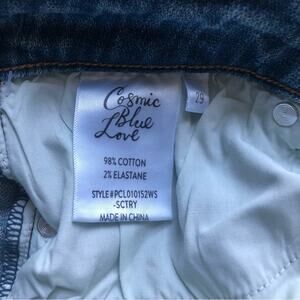 Cosmic
Blue
Love
29
98% COTTON
2% ELASTANE
STYLE#PCL010152WS
-SCTRY
MADE IN CHINA